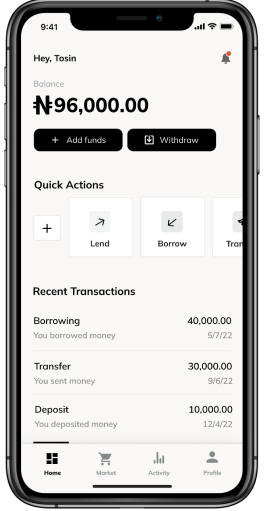 9:41
Hey, Tosin
Balance
₦96,000.00
+ Add funds
Withdraw
Quick Actions
+
Lend
Borrow
Tran
Recent Transactions
Borrowing 40,000.00
You borrowed money 5/7/22
Transfer 30,000.00
You sent money 9/6/22
Deposit 10,000.00
You deposited money 12/4/22
Home
Market
Activity
Profile